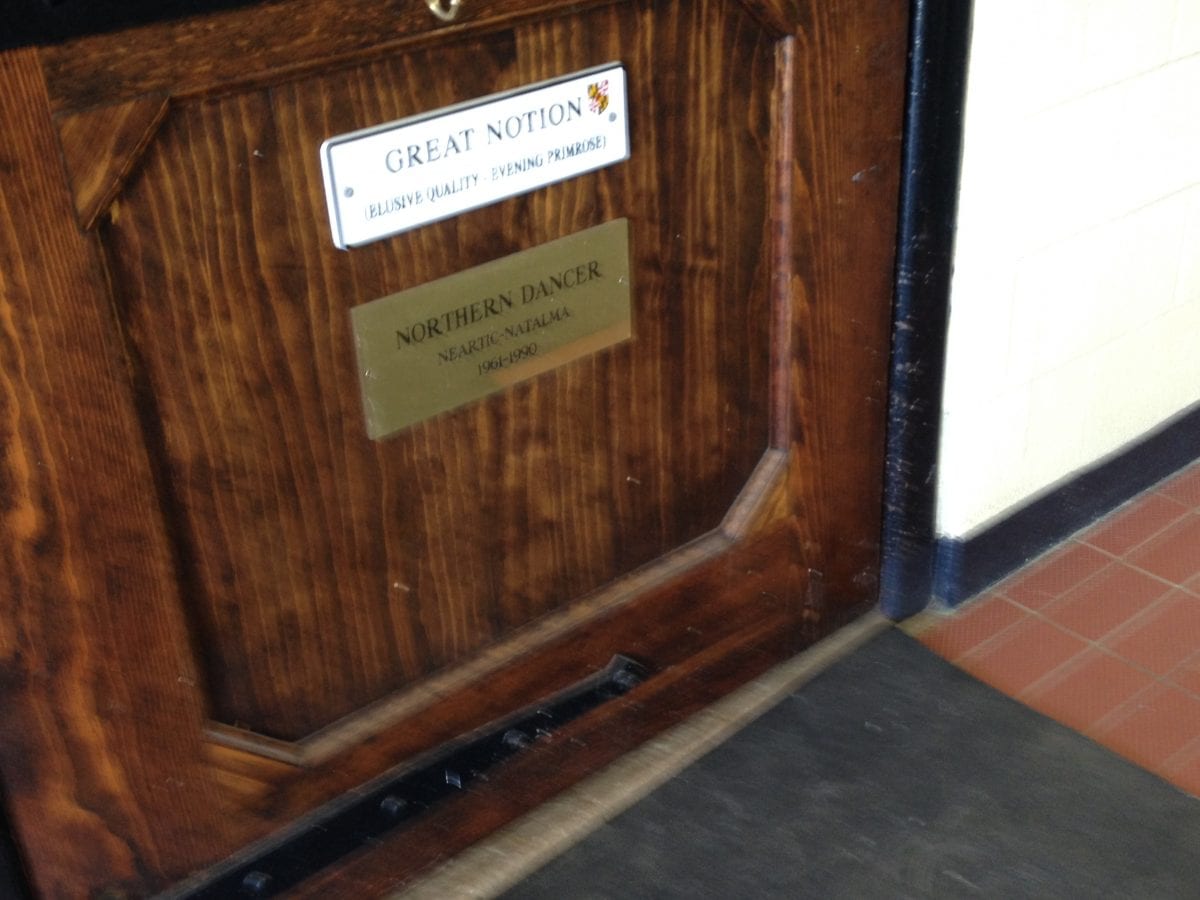 GREAT NOTION
(ELUSIVE QUALITY - EVENING PRIMROSE)
NORTHERN DANCER
NEARTIC-NATALMA
1961-1990